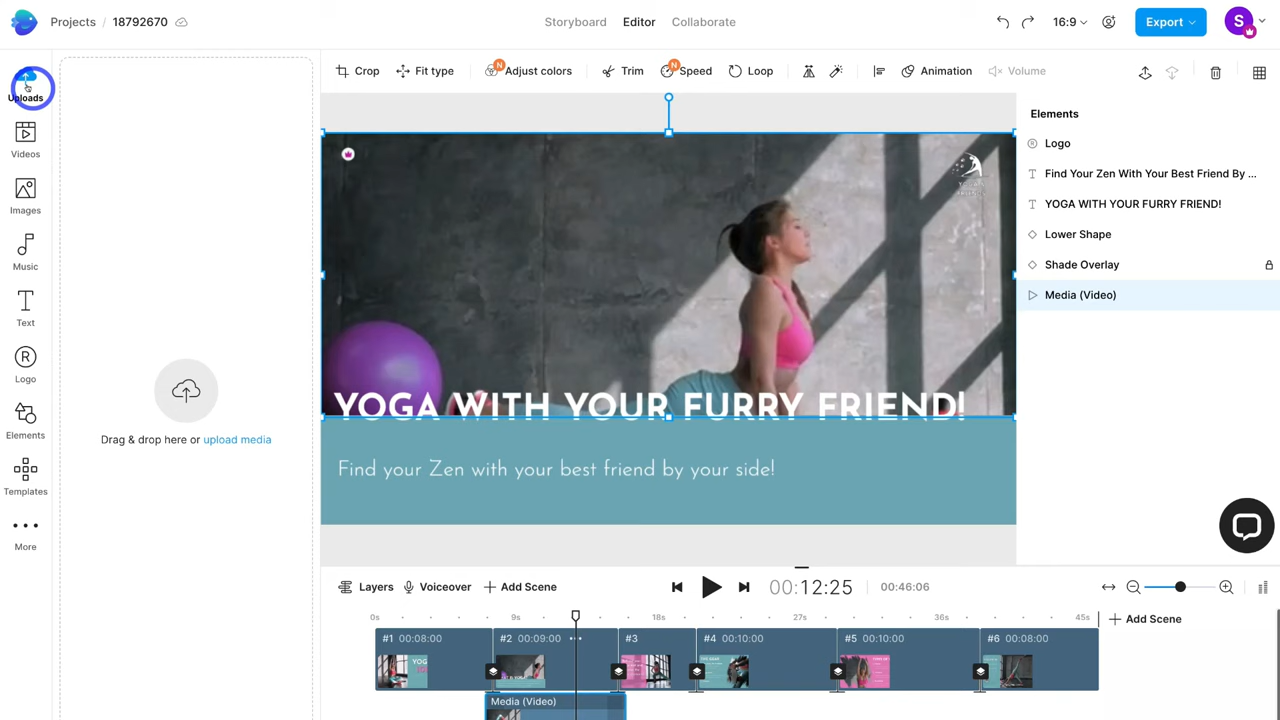 Projects / 18792670
Storyboard Editor Collaborate
16:9
Export
S
Uploads
Videos
Images
Music
Text
Logo
Elements
Templates
More
Drag & drop here or upload media
Crop Fit type N Adjust colors Trim N Speed Loop Animation Volume
YOGA WITH YOUR FURRY FRIEND!
Find your Zen with your best friend by your side!
Elements
Logo
Find Your Zen With Your Best Friend By ...
YOGA WITH YOUR FURRY FRIEND!
Lower Shape
Shade Overlay
Media (Video)
Layers Voiceover Add Scene 00:12:25 00:46:06
0s 9s 18s 27s 36s 45s Add Scene
#1 00:08:00 #2 00:09:00 #3 #4 00:10:00 #5 00:10:00 #6 00:08:00
Media (Video)